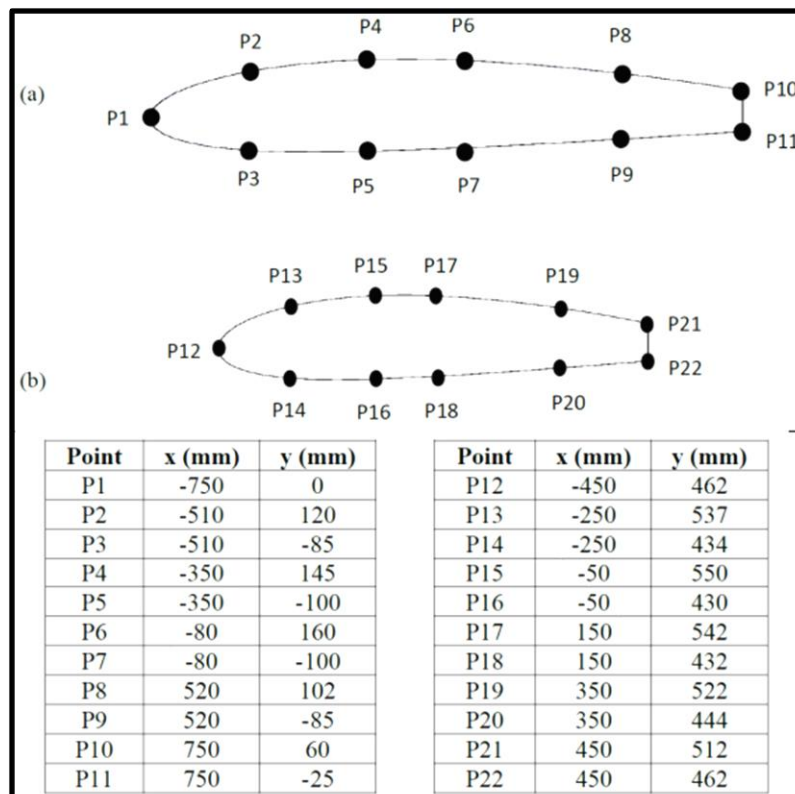 P4 P6
P2 P8
(a) P10
P1
P11
P3 P5 P7 P9
P15 P17
P13 P19
P21
P12
P22
(b)
P14 P16 P18 P20
Point x (mm) y (mm) Point x (mm) y (mm)
P1 -750 0 P12 -450 462
P2 -510 120 P13 -250 537
P3 -510 -85 P14 -250 434
P4 -350 145 P15 -50 550
P5 -350 -100 P16 -50 430
P6 -80 160 P17 150 542
P7 -80 -100 P18 150 432
P8 520 102 P19 350 522
P9 520 -85 P20 350 444
P10 750 60 P21 450 512
P11 750 -25 P22 450 462